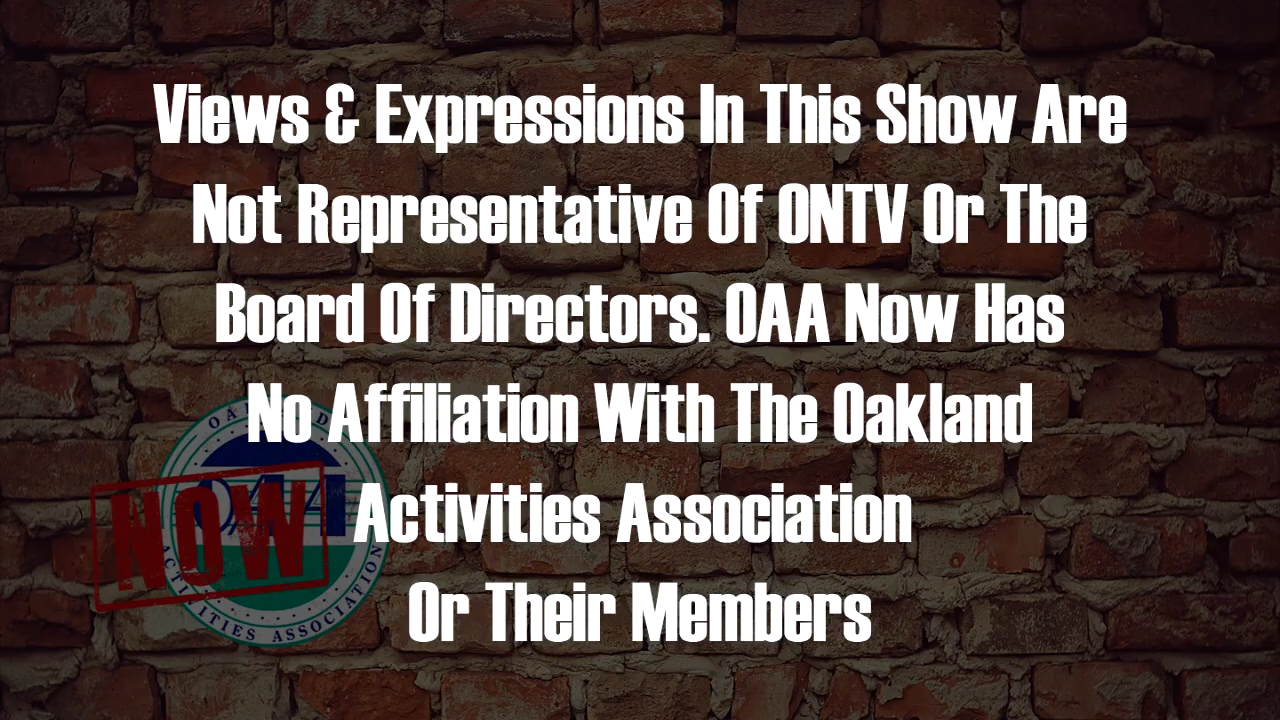 Views & Expressions In This Show Are
Not Representative Of ONTV Or The
Board Of Directors. OAA Now Has
No Affiliation With The Oakland
Activities Association
Or Their Members
OAA
NOW
ACTIVITIES ASSOCIATION